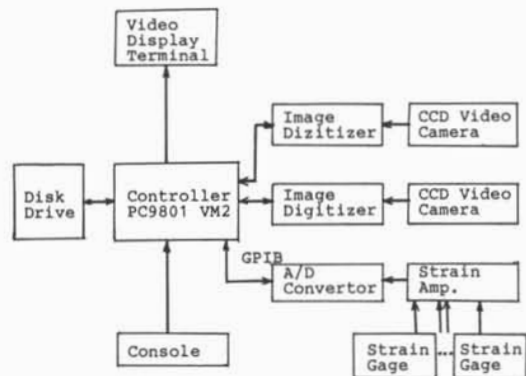 Video
Display
Terminal
Image
Dizitizer
CCD Video
Camera
Disk
Drive
Controller
PC9801 VM2
Image
Digitizer
CCD Video
Camera
GPIB
A/D
Convertor
Strain
Amp.
Console
Strain
Gage
...
Strain
Gage